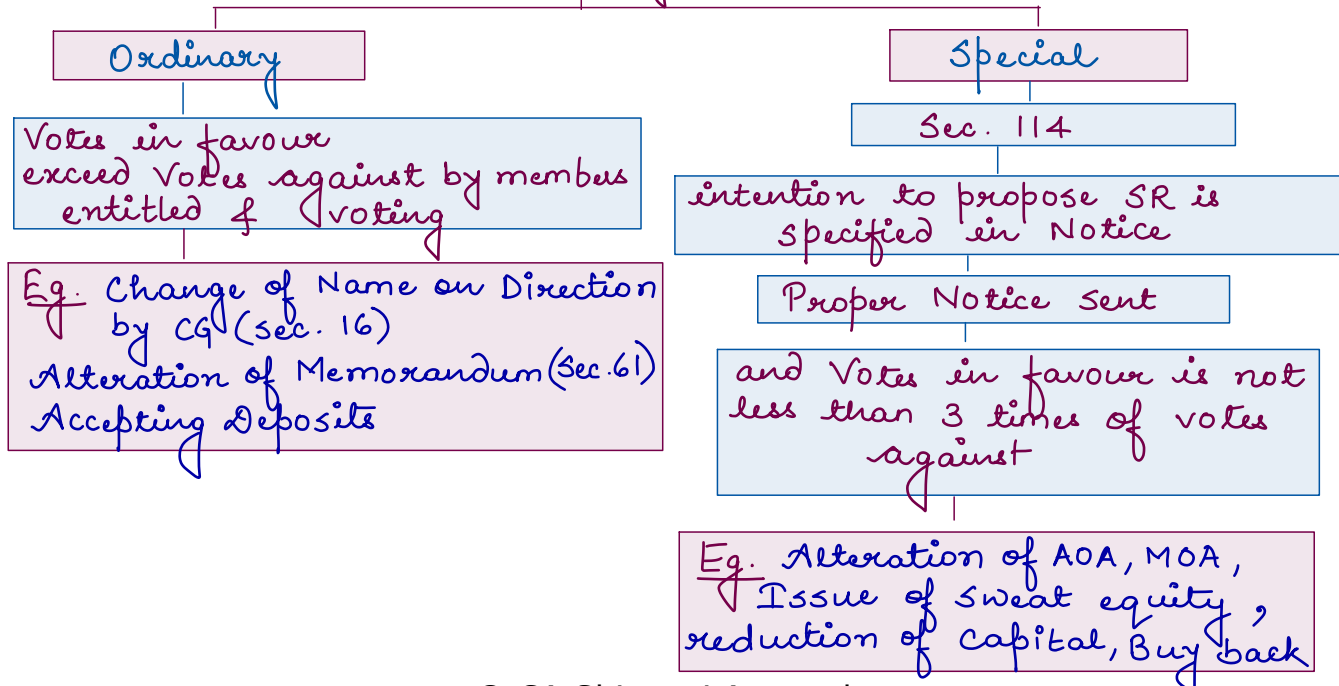 Ordinary
Votes in favour
exceed Votes against by members
entitled & voting
Eg. Change of Name on Direction
by CG (Sec. 16)
Alteration of Memorandum (Sec. 61)
Accepting Deposits
Special
Sec. 114
intention to propose SR is
specified in Notice
Proper Notice sent
and Votes in favour is not
less than 3 times of votes
against
Eg. Alteration of AOA, MOA,
Issue of sweat equity,
reduction of capital, Buy back